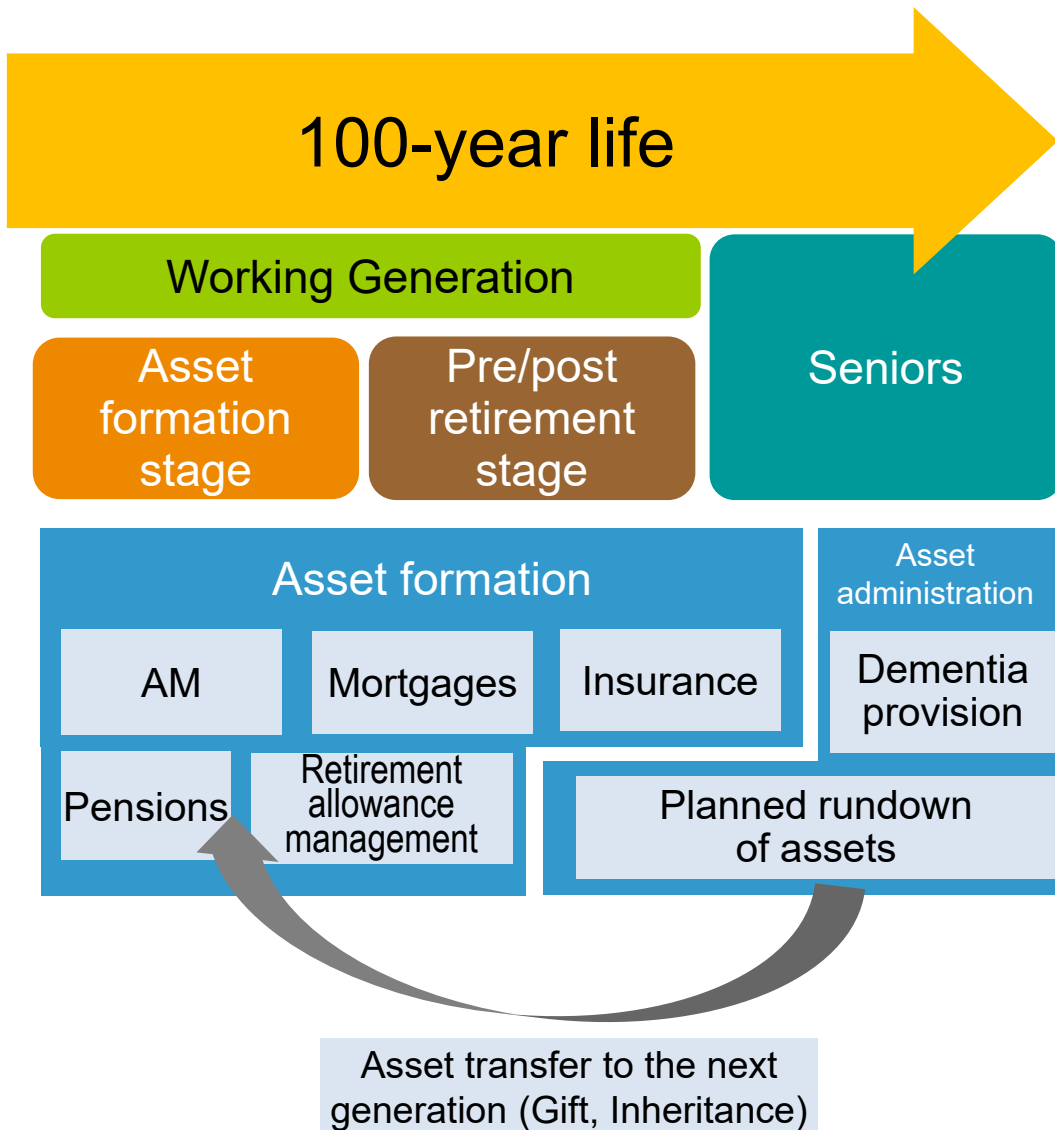 100-year life
Working Generation
Asset
formation
stage
Pre/post
retirement
stage
Seniors
Asset formation
AM
Mortgages
Insurance
Pensions
Retirement
allowance
management
Asset
administration
Dementia
provision
Planned rundown
of assets
Asset transfer to the next
generation (Gift, Inheritance)